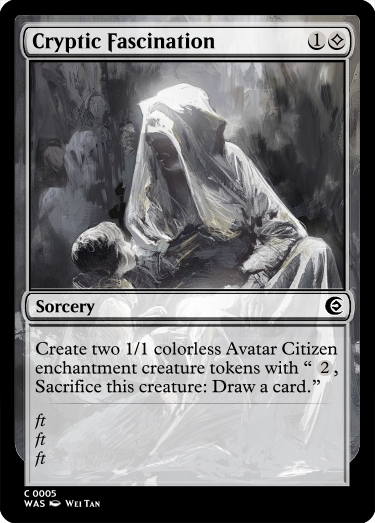 Cryptic Fascination 1
Sorcery
Create two 1/1 colorless Avatar Citizen
enchantment creature tokens with “ 2 ,
Sacrifice this creature: Draw a card.”
ft
ft
ft
C 0005
WAS Wei Tan